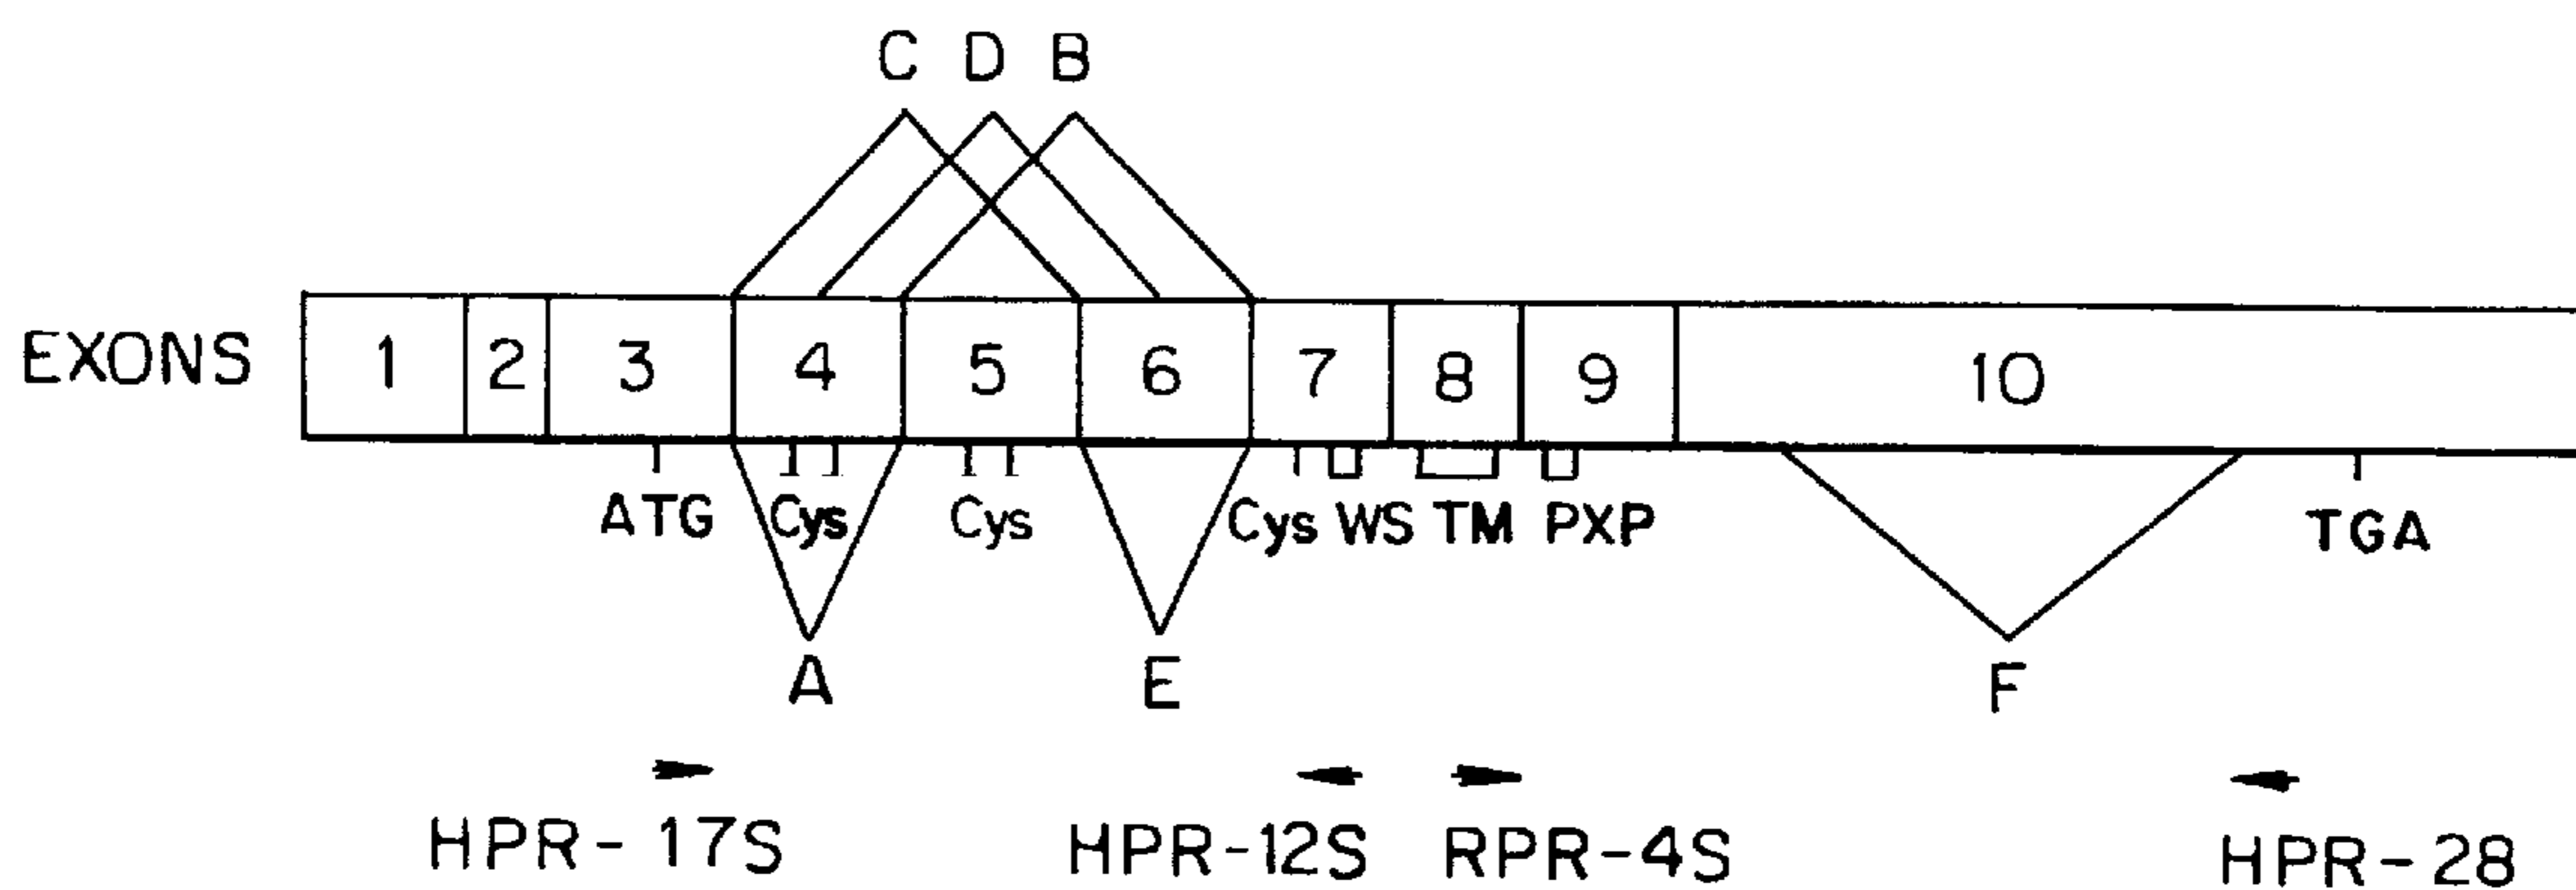 C D B
EXONS 1 2 3 4 5 6 7 8 9 10
ATG Cys Cys Cys WS TM PXP TGA
A E F
HPR-17S HPR-12S RPR-4S HPR-28